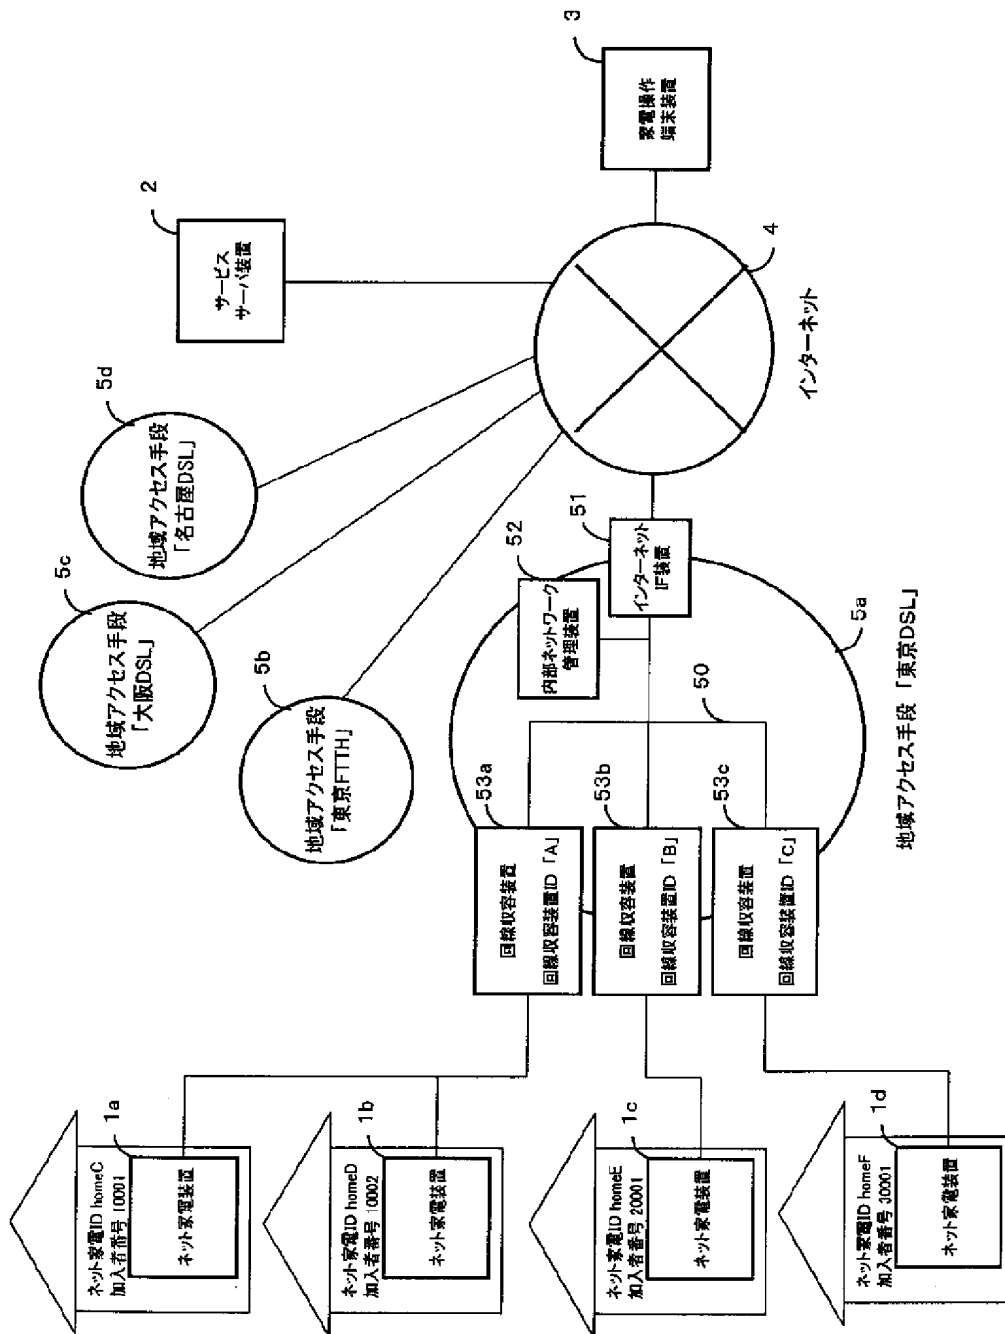 ネット家電ID homeC
加入者番号 10001
ネット家電装置
1a
ネット家電ID homeD
加入者番号 10002
ネット家電装置
1b
ネット家電ID homeE
加入者番号 20001
ネット家電装置
1c
ネット家電ID homeF
加入者番号 30001
ネット家電装置
1d
回線収容装置
回線収容装置ID「A」
53a
回線収容装置
回線収容装置ID「B」
53b
回線収容装置
回線収容装置ID「C」
53c
50
内部ネットワーク
管理装置
52
インターネット
IF装置
51
5a
地域アクセス手段「東京DSL」
地域アクセス手段
「東京FTTH」
5b
地域アクセス手段
「大阪DSL」
5c
地域アクセス手段
「名古屋DSL」
5d
サービス
サーバ装置
2
インターネット
4
家電操作
端末装置
3